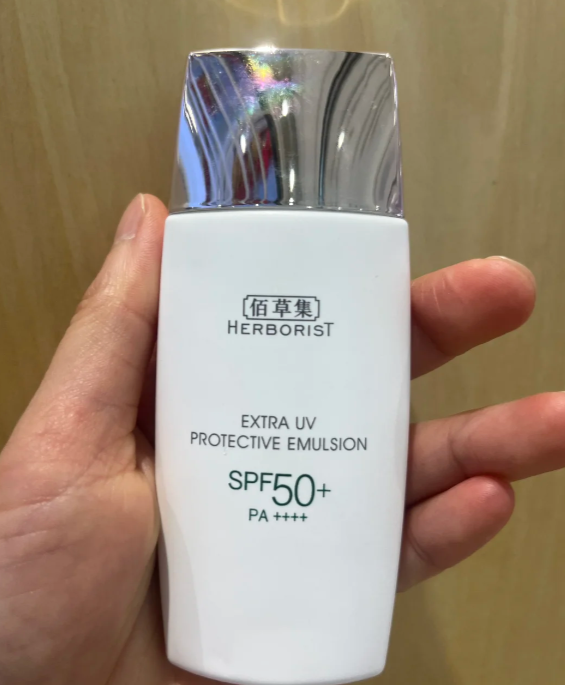 佰草集
HERBORIST
EXTRA UV
PROTECTIVE EMULSION
SPF50+
PA ++++